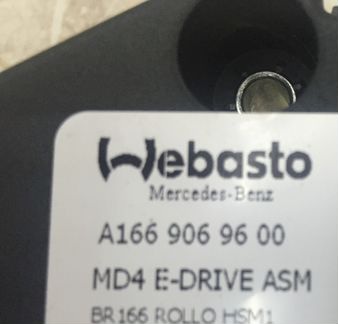 Webasto
Mercedes-Benz
A166 906 96 00
MD4 E-DRIVE ASM
BR166 ROLLO HSM1